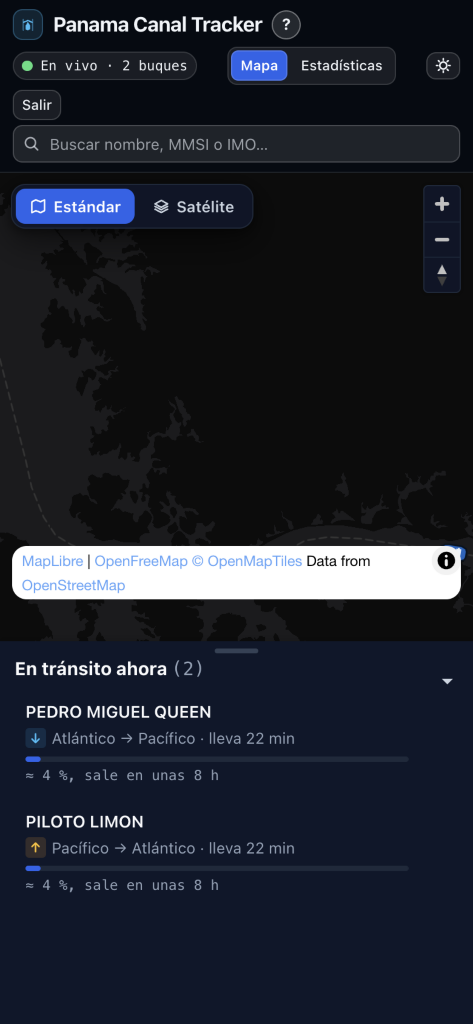 Panama Canal Tracker ?
En vivo · 2 buques
Mapa
Estadísticas
Salir
Buscar nombre, MMSI o IMO...
Estándar
Satélite
MapLibre | OpenFreeMap © OpenMapTiles Data from
OpenStreetMap
En tránsito ahora (2)
PEDRO MIGUEL QUEEN
↓ Atlántico → Pacífico · lleva 22 min
≈ 4 %, sale en unas 8 h
PILOTO LIMON
↑ Pacífico → Atlántico · lleva 22 min
≈ 4 %, sale en unas 8 h